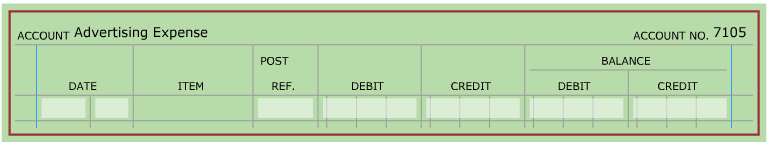 ACCOUNT Advertising Expense ACCOUNT NO. 7105
POST BALANCE
DATE ITEM REF. DEBIT CREDIT DEBIT CREDIT